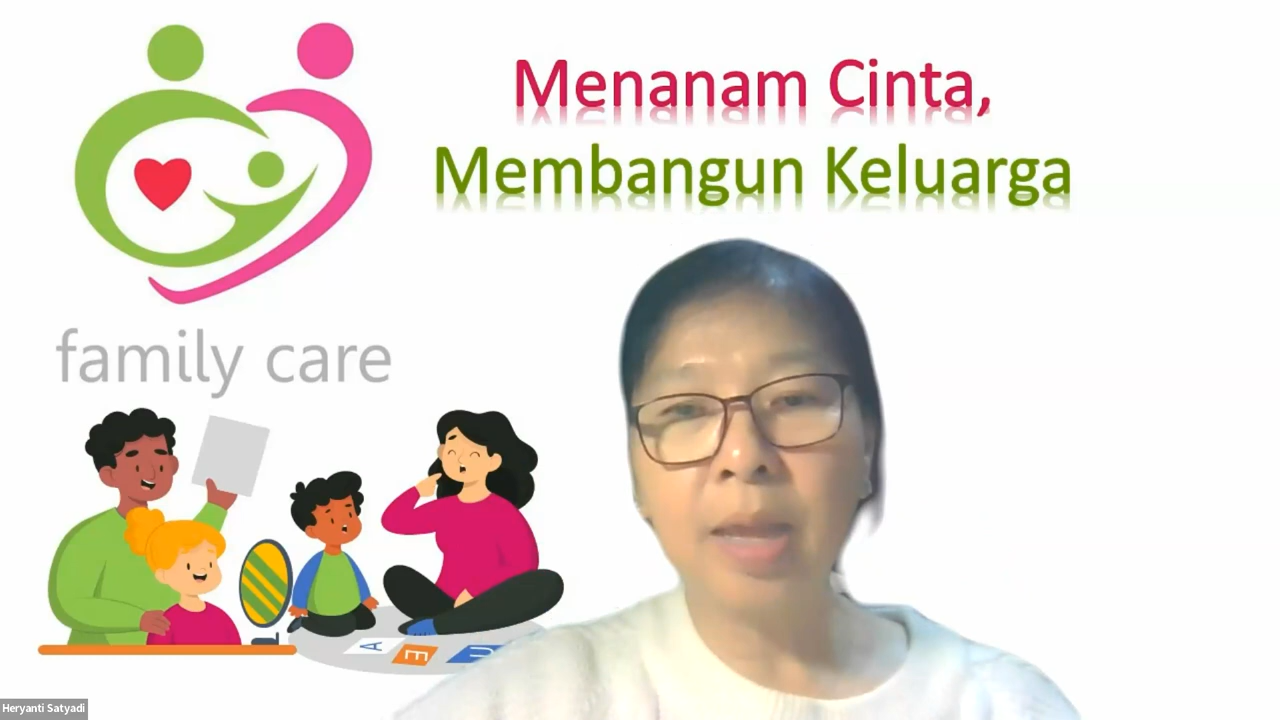 Menanam Cinta,
Membangun Keluarga
family care
A
E
U
Heryanti Satyadi